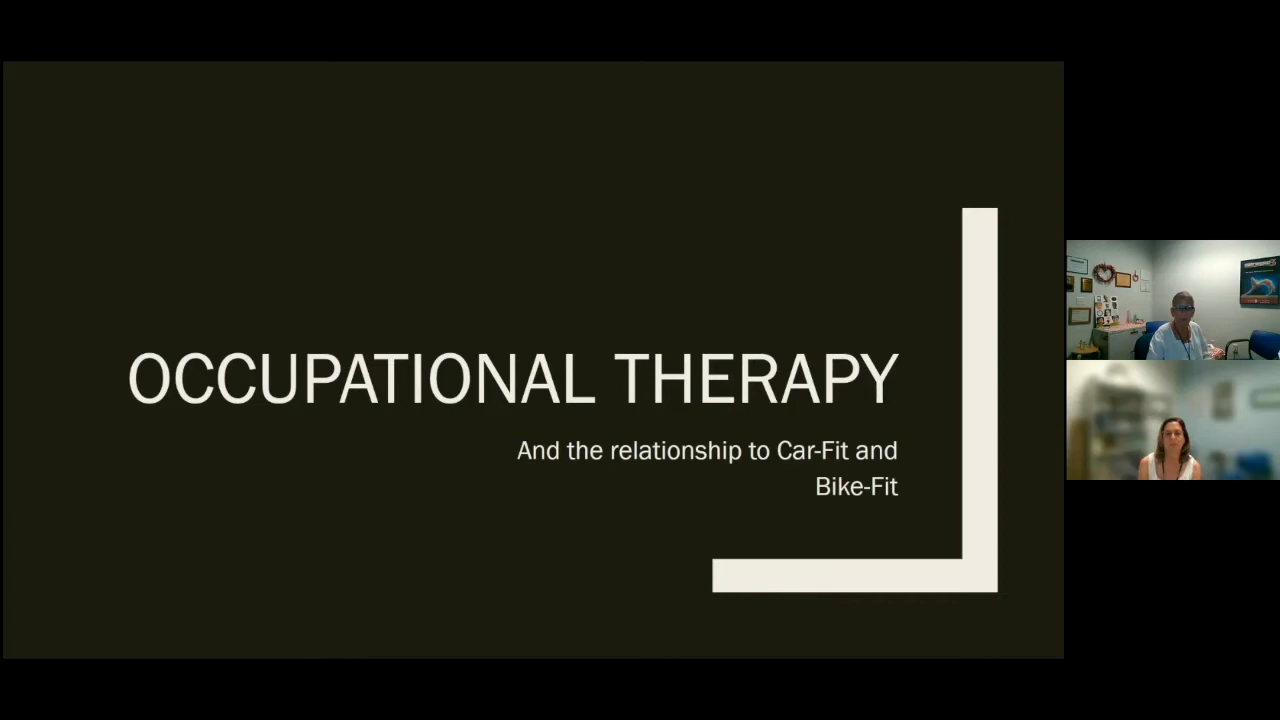 OCCUPATIONAL THERAPY
And the relationship to Car-Fit and
Bike-Fit